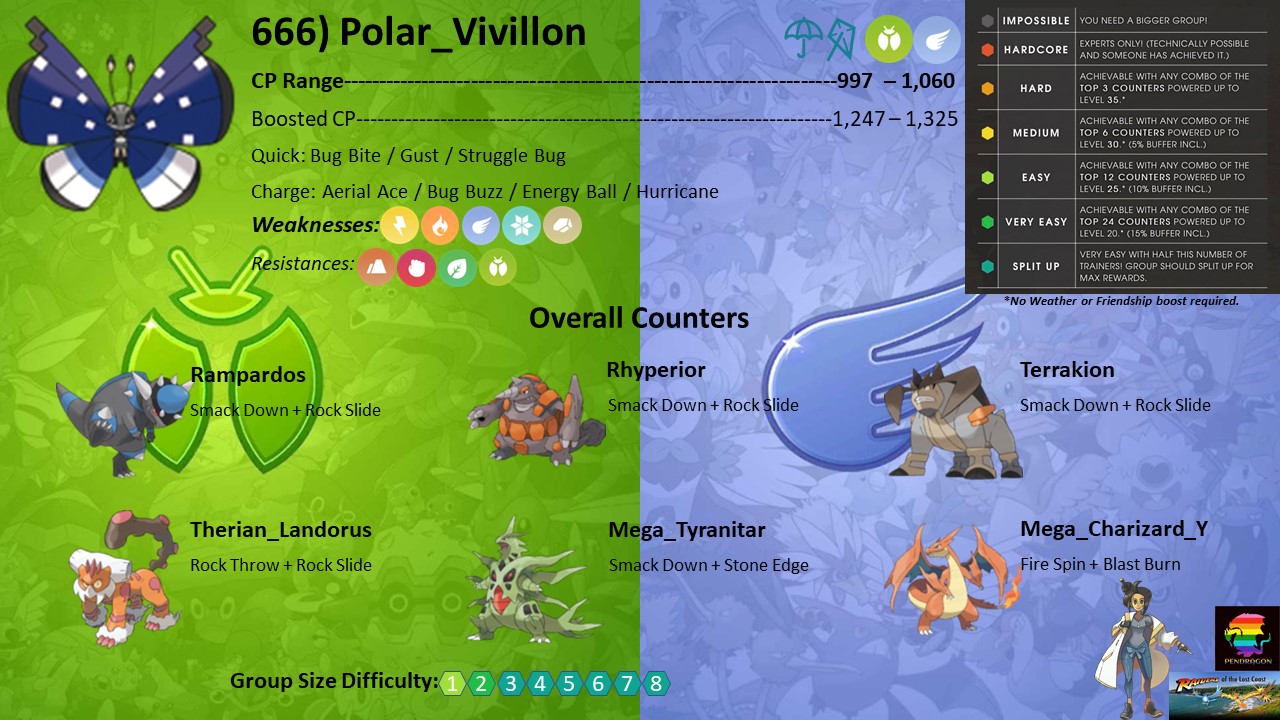 666) Polar_Vivillon
CP Range---997 – 1,060
Boosted CP---1,247 – 1,325
Quick: Bug Bite / Gust / Struggle Bug
Charge: Aerial Ace / Bug Buzz / Energy Ball / Hurricane
Weaknesses:
Resistances:
IMPOSSIBLE
YOU NEED A BIGGER GROUP!
HARDCORE
EXPERTS ONLY! (TECHNICALLY POSSIBLE
AND SOMEONE HAS ACHIEVED IT.)
HARD
ACHIEVABLE WITH ANY COMBO OF THE
TOP 3 COUNTERS POWERED UP TO
LEVEL 35.*
MEDIUM
ACHIEVABLE WITH ANY COMBO OF THE
TOP 6 COUNTERS POWERED UP TO
LEVEL 30.* (5% BUFFER INCL.)
EASY
ACHIEVABLE WITH ANY COMBO OF THE
TOP 12 COUNTERS POWERED UP TO
LEVEL 25.* (10% BUFFER INCL.)
VERY EASY
ACHIEVABLE WITH ANY COMBO OF THE
TOP 24 COUNTERS POWERED UP TO
LEVEL 20.* (15% BUFFER INCL.)
SPLIT UP
VERY EASY WITH HALF THIS NUMBER OF
TRAINERS! GROUP SHOULD SPLIT UP FOR
MAX REWARDS.
*No Weather or Friendship boost required.
Overall Counters
Rampardos
Smack Down + Rock Slide
Rhyperior
Smack Down + Rock Slide
Terrakion
Smack Down + Rock Slide
Therian_Landorus
Rock Throw + Rock Slide
Mega_Tyranitar
Smack Down + Stone Edge
Mega_Charizard_Y
Fire Spin + Blast Burn
Group Size Difficulty: 1 2 3 4 5 6 7 8
PENDRAGON
RAIDERS of the Lost Coast